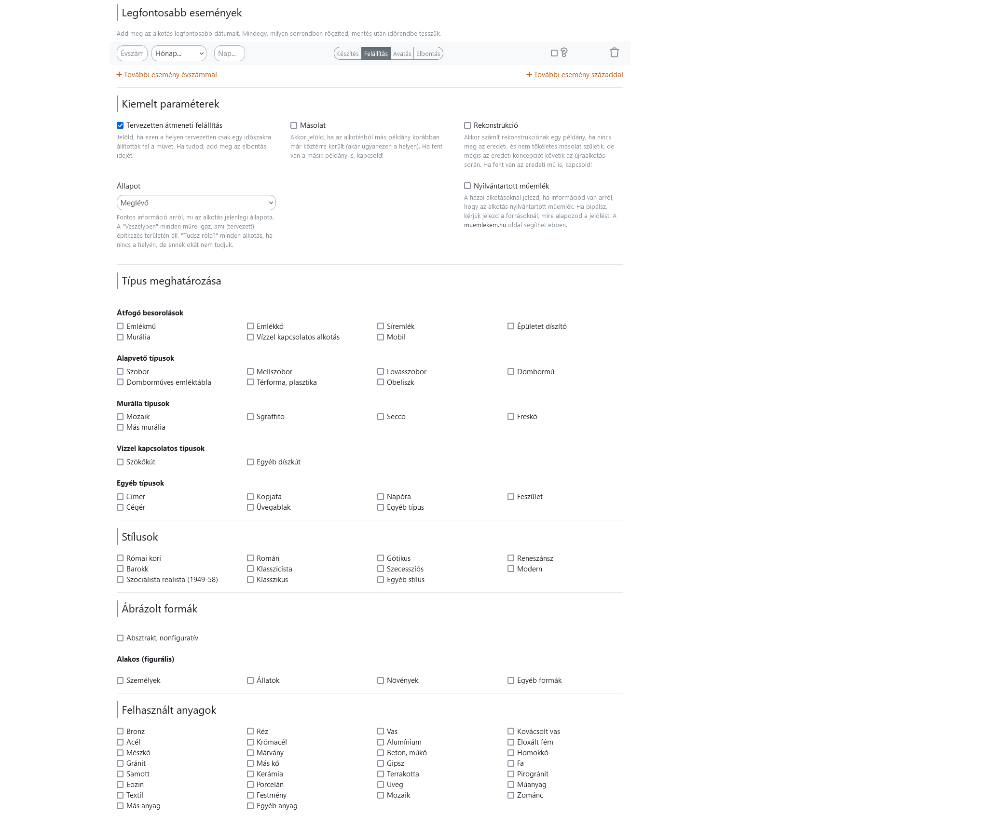 Legfontosabb események
Add meg az alkotás legfontosabb dátumait. Mindegy, milyen sorrendben rögzíted, mentés után időrendbe tesszük.
Évszám Hónap... Nap... Készítés Felállítás Avatás Elbontás ?
+ További esemény évszámmal + További esemény századdal
Kiemelt paraméterek
Tervezetten átmeneti felállítás
Jelöld, ha ezen a helyen tervezetten csak egy időszakra
állították fel a művet. Ha tudod, add meg az elbontás
idejét.
Másolat
Akkor jelöld, ha az alkotásból más példány korábban
már köztérre került (akár ugyanezen a helyen). Ha fent
van a másik példány is, kapcsold!
Rekonstrukció
Akkor számít rekonstrukciónak egy példány, ha nincs
meg az eredeti, és nem tökéletes másolat születik, de
mégis az eredeti koncepciót követik az újraalkotás
során. Ha fent van az eredeti mű is, kapcsold!
Állapot
Meglévő
Fontos információ arról, mi az alkotás jelenlegi állapota.
A "Veszélyben" minden műre igaz, ami (tervezett)
építkezés területén áll. "Tudsz róla?" minden alkotás, ha
nincs a helyén, de ennek okát nem tudjuk.
Nyilvántartott műemlék
A hazai alkotásoknál jelezd, ha információd van arról,
hogy az alkotás nyilvántartott műemlék. Ha pipálsz,
kérjük jelezd a forrásoknál, mire alapozod a jelölést. A
muemlekem.hu oldal segíthet ebben.
Típus meghatározása
Átfogó besorolások
Emlékmű Emlékkő Síremlék Épületet díszítő
Murália Vízzel kapcsolatos alkotás Mobil
Alapvető típusok
Szobor Mellszobor Lovasszobor Dombormű
Domborműves emléktábla Térforma, plasztika Obeliszk
Murália típusok
Mozaik Sgraffito Secco Freskó
Más murália
Vízzel kapcsolatos típusok
Szökőkút Egyéb díszkút
Egyéb típusok
Címer Kopjafa Napóra Feszület
Cégér Üvegablak Egyéb típus
Stílusok
Római kori Román Gótikus Reneszánsz
Barokk Klasszicista Szecessziós Modern
Szocialista realista (1949-58) Klasszikus Egyéb stílus
Ábrázolt formák
Absztrakt, nonfiguratív
Alakos (figurális)
Személyek Állatok Növények Egyéb formák
Felhasznált anyagok
Bronz Réz Vas Kovácsolt vas
Acél Krómacél Alumínium Eloxált fém
Mészkő Márvány Beton, műkő Homokkő
Gránit Más kő Gipsz Fa
Samott Kerámia Terrakotta Pirogránit
Eozin Porcelán Üveg Műanyag
Textil Festmény Mozaik Zománc
Más anyag Egyéb anyag